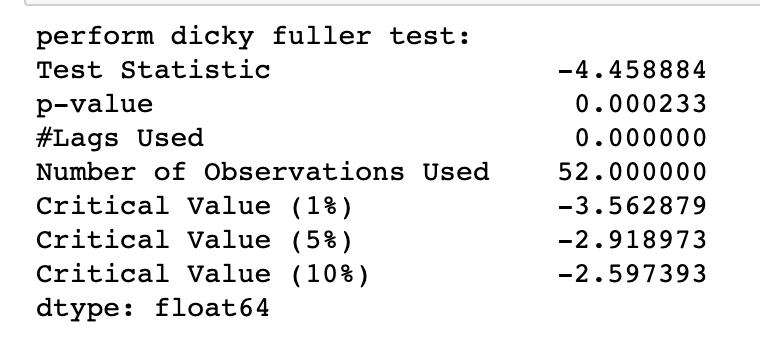 perform dicky fuller test:
Test Statistic -4.458884
p-value 0.000233
#Lags Used 0.000000
Number of Observations Used 52.000000
Critical Value (1%) -3.562879
Critical Value (5%) -2.918973
Critical Value (10%) -2.597393
dtype: float64